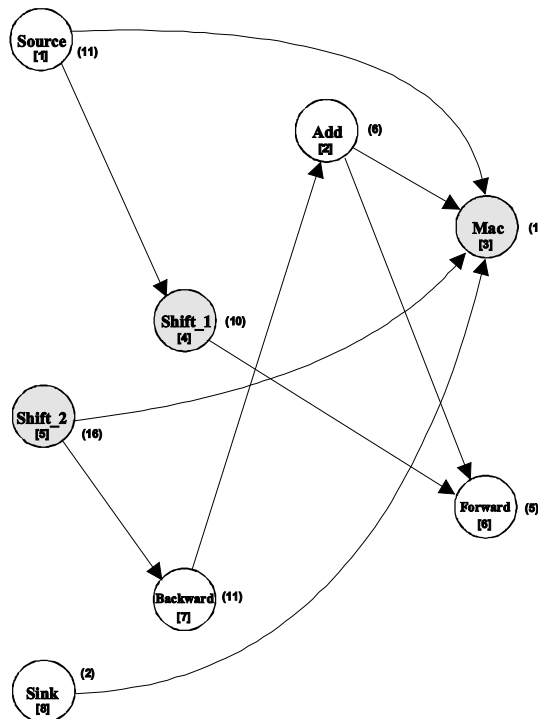 Source
[1]
(11)
Add
[2]
(6)
Mac
[3]
(1
Shift_1
[4]
(10)
Shift_2
[5]
(16)
Forward
[6]
(5)
Backward
[7]
(11)
(2)
Sink
[8]